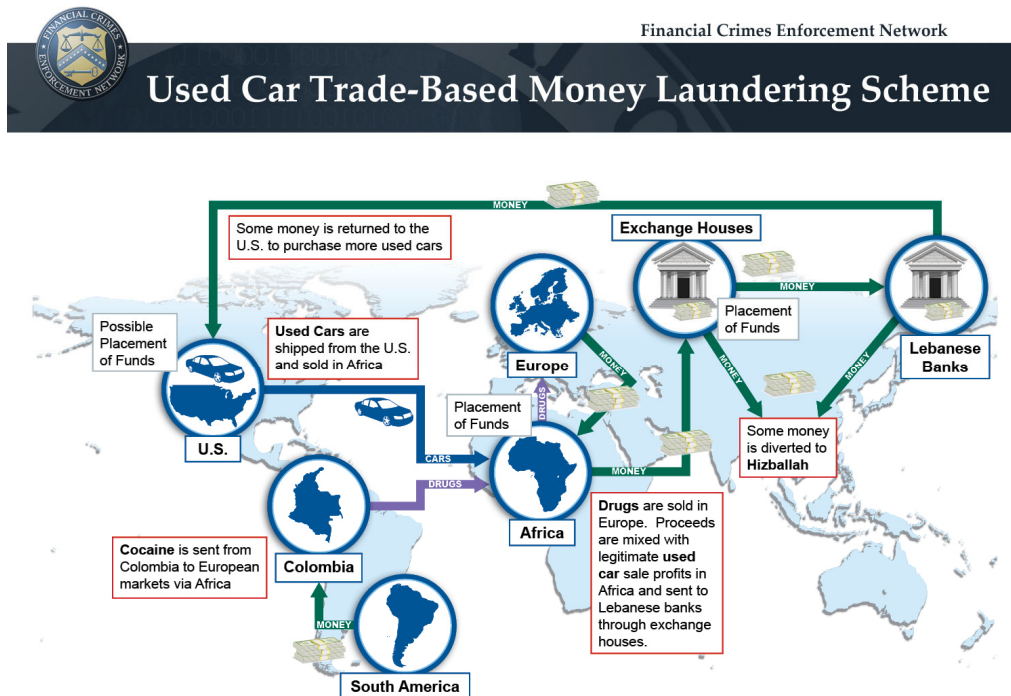 FINANCIAL CRIMES
ENFORCEMENT NETWORK
Financial Crimes Enforcement Network
Used Car Trade-Based Money Laundering Scheme
MONEY
Some money is returned to the
U.S. to purchase more used cars
Exchange Houses
MONEY
Placement
of Funds
Lebanese
Banks
Possible
Placement
of Funds
Used Cars are
shipped from the U.S.
and sold in Africa
Europe
MONEY
MONEY
MONEY
U.S.
Placement
of Funds
DRUGS
Some money
is diverted to
Hizballah
CARS
DRUGS
MONEY
Africa
Drugs are sold in
Europe. Proceeds
are mixed with
legitimate used
car sale profits in
Africa and sent to
Lebanese banks
through exchange
houses.
Cocaine is sent from
Colombia to European
markets via Africa
Colombia
MONEY
South America